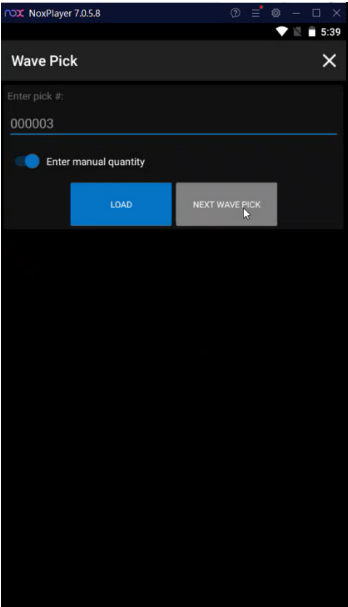 nox NoxPlayer 7.0.5.8
5:39
Wave Pick
Enter pick #:
000003
Enter manual quantity
LOAD
NEXT WAVE PICK